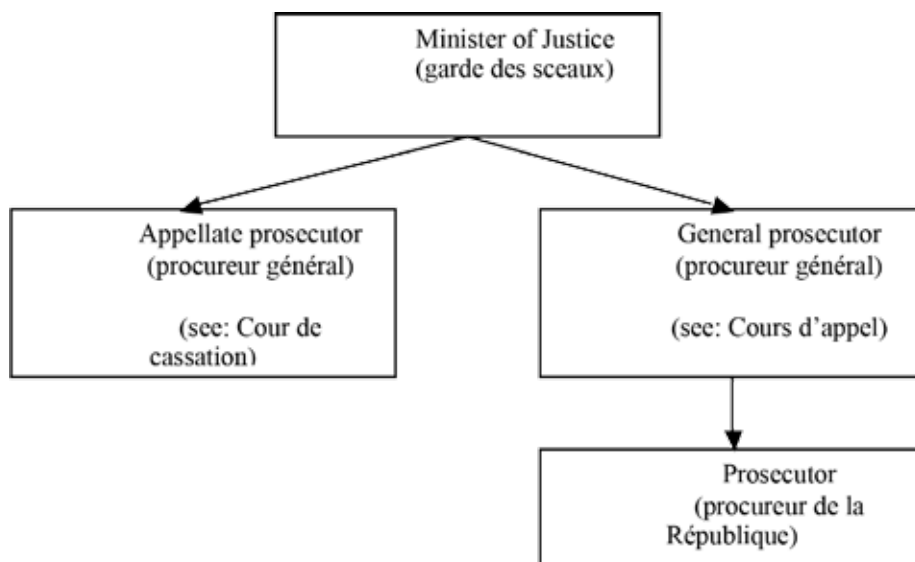 Minister of Justice
(garde des sceaux)
Appellate prosecutor
(procureur général)
(see: Cour de
cassation)
General prosecutor
(procureur général)
(see: Cours d’appel)
Prosecutor
(procureur de la
République)